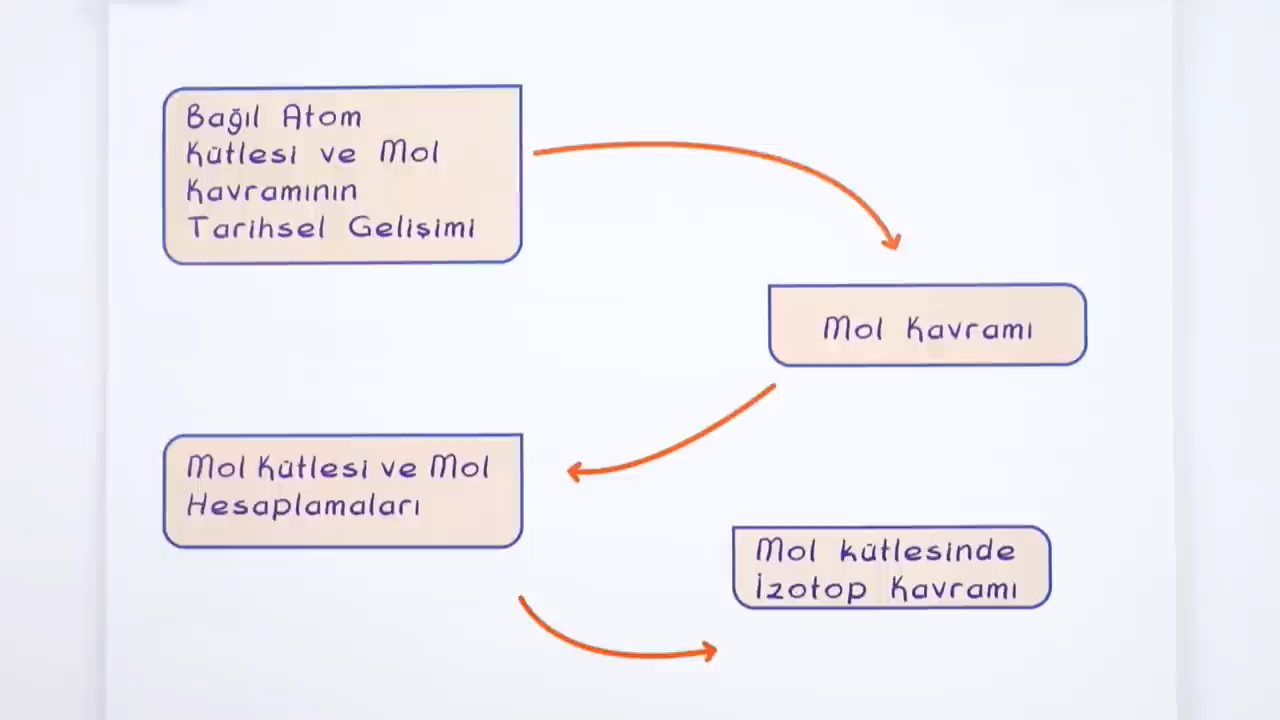 Bağıl Atom
Kütlesi ve Mol
Kavramının
Tarihsel Gelişimi
Mol Kavramı
Mol Kütlesi ve Mol
Hesaplamaları
Mol kütlesinde
İzotop Kavramı